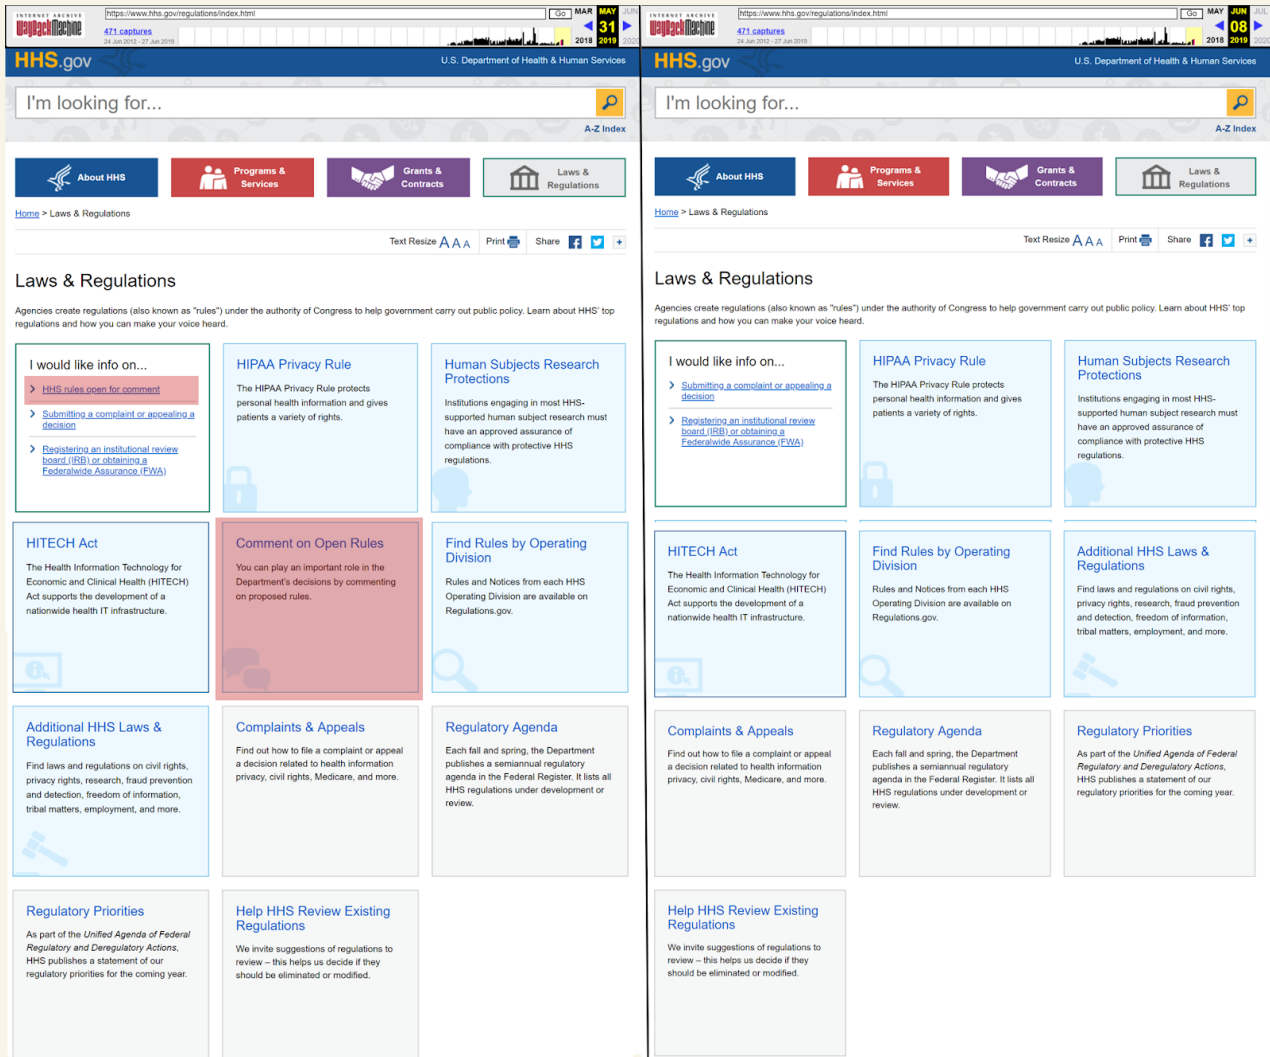 INTERNET ARCHIVE
WayBackMachine
https://www.hhs.gov/regulations/index.html
Go
MAR MAY JUN
471 captures
31
24 Jun 2012 - 27 Jun 2019
2018 2019 2020
HHS.gov
U.S. Department of Health & Human Services
I'm looking for...
A-Z Index
About HHS
Programs & Services
Grants & Contracts
Laws & Regulations
Home > Laws & Regulations
Text Resize A A A Print Share +
Laws & Regulations
Agencies create regulations (also known as "rules") under the authority of Congress to help government carry out public policy. Learn about HHS' top
regulations and how you can make your voice heard.
I would like info on...
HHS rules open for comment
Submitting a complaint or appealing a
decision
Registering an institutional review
board (IRB) or obtaining a
Federalwide Assurance (FWA)
HIPAA Privacy Rule
The HIPAA Privacy Rule protects
personal health information and gives
patients a variety of rights.
Human Subjects Research
Protections
Institutions engaging in most HHS-
supported human subject research must
have an approved assurance of
compliance with protective HHS
regulations.
HITECH Act
The Health Information Technology for
Economic and Clinical Health (HITECH)
Act supports the development of a
nationwide health IT infrastructure.
Comment on Open Rules
You can play an important role in the
Department's decisions by commenting
on proposed rules.
Find Rules by Operating
Division
Rules and Notices from each HHS
Operating Division are available on
Regulations.gov.
Additional HHS Laws &
Regulations
Find laws and regulations on civil rights,
privacy rights, research, fraud prevention
and detection, freedom of information,
tribal matters, employment, and more.
Complaints & Appeals
Find out how to file a complaint or appeal
a decision related to health information
privacy, civil rights, Medicare, and more.
Regulatory Agenda
Each fall and spring, the Department
publishes a semiannual regulatory
agenda in the Federal Register. It lists all
HHS regulations under development or
review.
Regulatory Priorities
As part of the Unified Agenda of Federal
Regulatory and Deregulatory Actions,
HHS publishes a statement of our
regulatory priorities for the coming year.
Help HHS Review Existing
Regulations
We invite suggestions of regulations to
review – this helps us decide if they
should be eliminated or modified.
INTERNET ARCHIVE
WayBackMachine
https://www.hhs.gov/regulations/index.html
Go
MAY JUN JUL
471 captures
08
24 Jun 2012 - 27 Jun 2019
2018 2019 2020
HHS.gov
U.S. Department of Health & Human Services
I'm looking for...
A-Z Index
About HHS
Programs & Services
Grants & Contracts
Laws & Regulations
Home > Laws & Regulations
Text Resize A A A Print Share +
Laws & Regulations
Agencies create regulations (also known as "rules") under the authority of Congress to help government carry out public policy. Learn about HHS' top
regulations and how you can make your voice heard.
I would like info on...
Submitting a complaint or appealing a
decision
Registering an institutional review
board (IRB) or obtaining a
Federalwide Assurance (FWA)
HIPAA Privacy Rule
The HIPAA Privacy Rule protects
personal health information and gives
patients a variety of rights.
Human Subjects Research
Protections
Institutions engaging in most HHS-
supported human subject research must
have an approved assurance of
compliance with protective HHS
regulations.
HITECH Act
The Health Information Technology for
Economic and Clinical Health (HITECH)
Act supports the development of a
nationwide health IT infrastructure.
Find Rules by Operating
Division
Rules and Notices from each HHS
Operating Division are available on
Regulations.gov.
Additional HHS Laws &
Regulations
Find laws and regulations on civil rights,
privacy rights, research, fraud prevention
and detection, freedom of information,
tribal matters, employment, and more.
Complaints & Appeals
Find out how to file a complaint or appeal
a decision related to health information
privacy, civil rights, Medicare, and more.
Regulatory Agenda
Each fall and spring, the Department
publishes a semiannual regulatory
agenda in the Federal Register. It lists all
HHS regulations under development or
review.
Regulatory Priorities
As part of the Unified Agenda of Federal
Regulatory and Deregulatory Actions,
HHS publishes a statement of our
regulatory priorities for the coming year.
Help HHS Review Existing
Regulations
We invite suggestions of regulations to
review – this helps us decide if they
should be eliminated or modified.